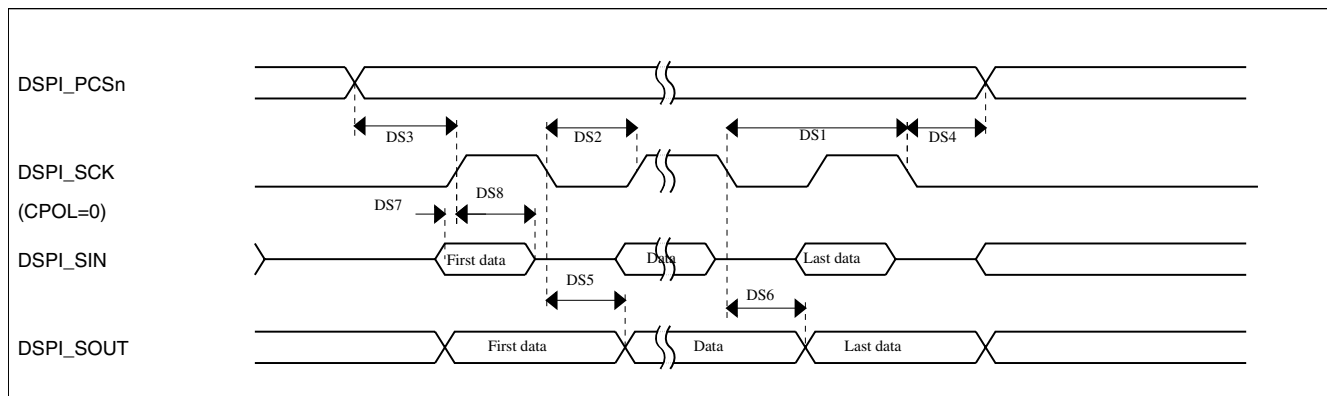 DSPI_PCSn
DS3
DS2
DS1
DS4
DSPI_SCK
(CPOL=0)
DS7
DS8
DSPI_SIN
First data
Data
Last data
DS5
DS6
DSPI_SOUT
First data
Data
Last data